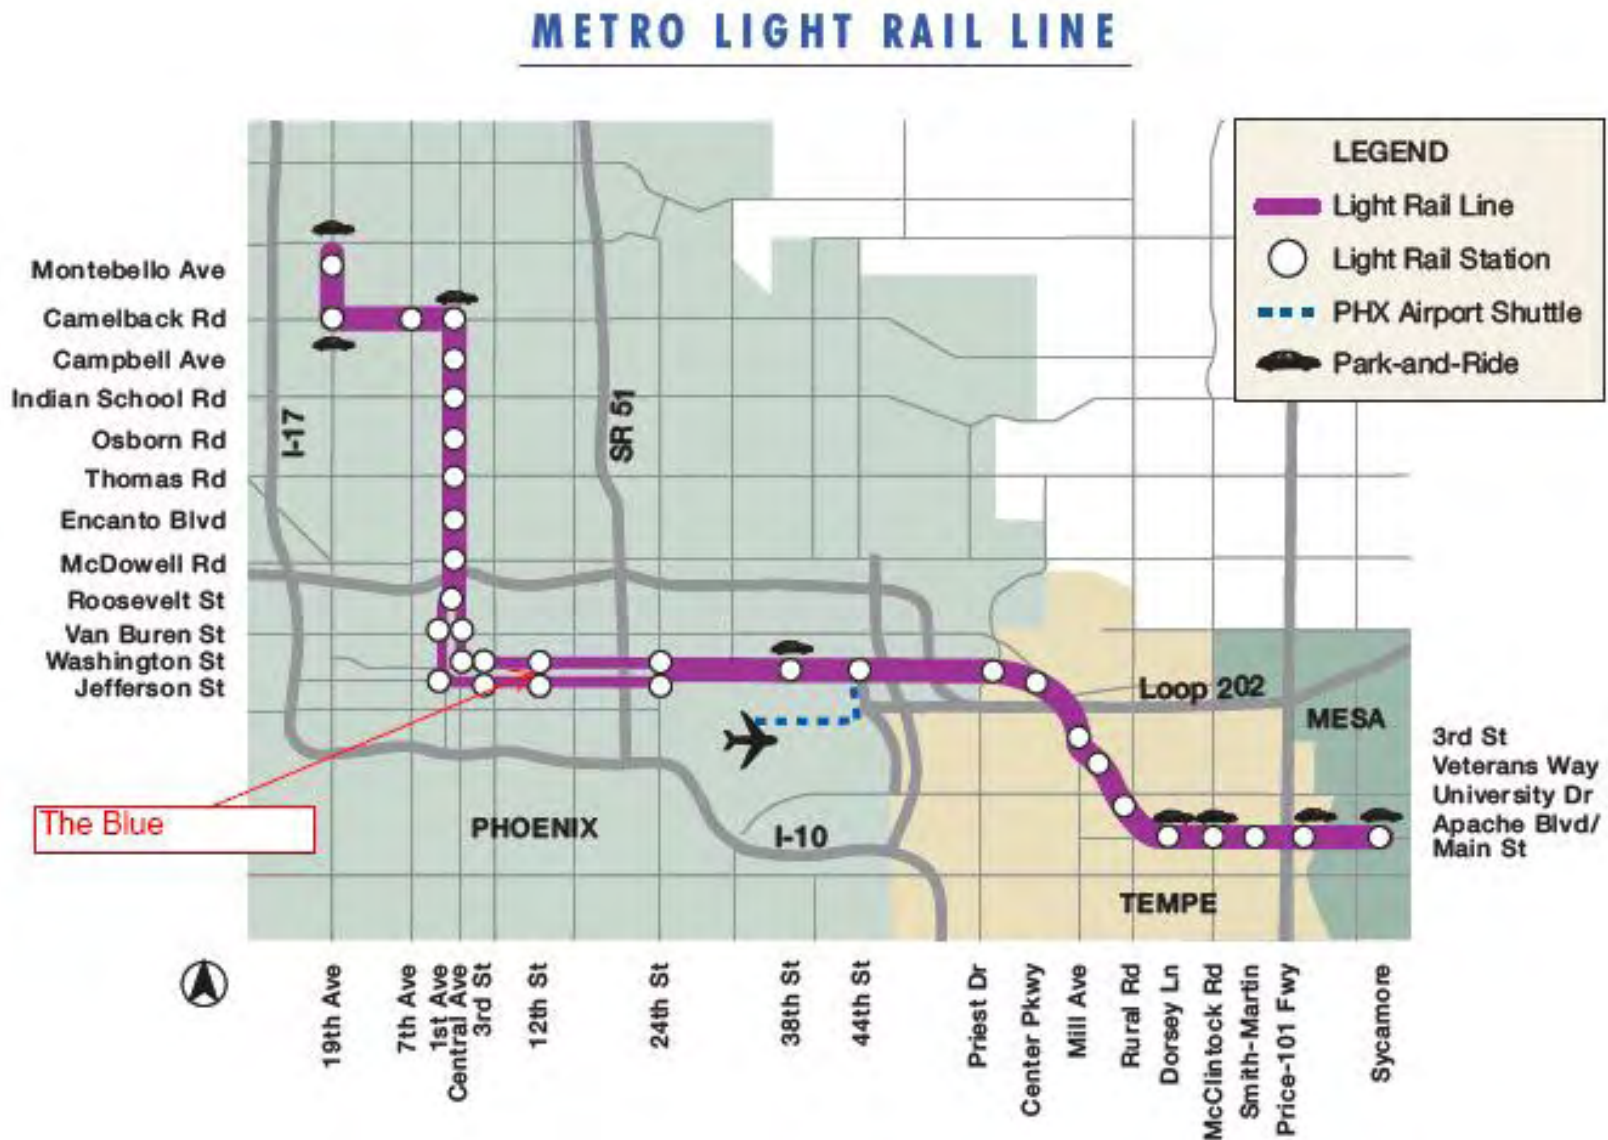 METRO LIGHT RAIL LINE
LEGEND
Light Rail Line
Light Rail Station
PHX Airport Shuttle
Park-and-Ride
Montebello Ave
Camelback Rd
Campbell Ave
Indian School Rd
Osborn Rd
Thomas Rd
Encanto Blvd
McDowell Rd
Roosevelt St
Van Buren St
Washington St
Jefferson St
I-17
SR 51
Loop 202
MESA
3rd St
Veterans Way
University Dr
Apache Blvd/
Main St
The Blue
PHOENIX
I-10
TEMPE
19th Ave
7th Ave
1st Ave
Central Ave
3rd St
12th St
24th St
38th St
44th St
Priest Dr
Center Pkwy
Mill Ave
Rural Rd
Dorsey Ln
McClintock Rd
Smith-Martin
Price-101 Fwy
Sycamore